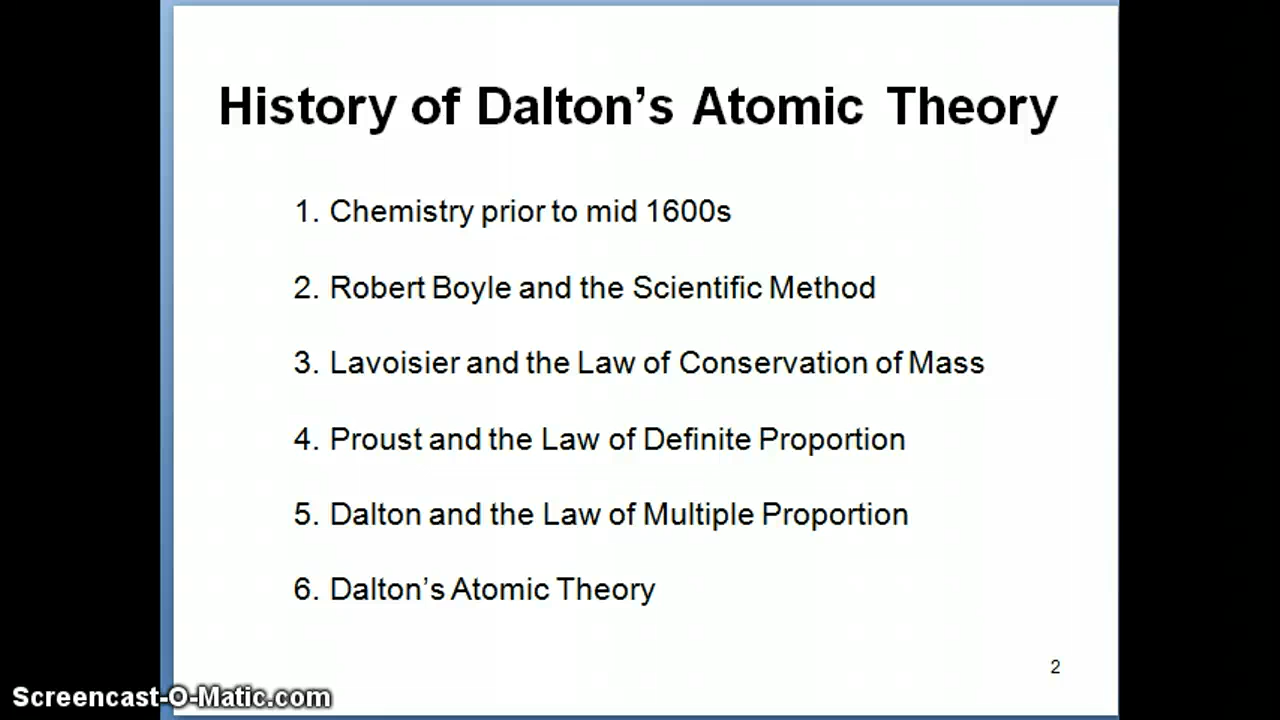 History of Dalton’s Atomic Theory
1. Chemistry prior to mid 1600s
2. Robert Boyle and the Scientific Method
3. Lavoisier and the Law of Conservation of Mass
4. Proust and the Law of Definite Proportion
5. Dalton and the Law of Multiple Proportion
6. Dalton’s Atomic Theory
2
Screencast-O-Matic.com